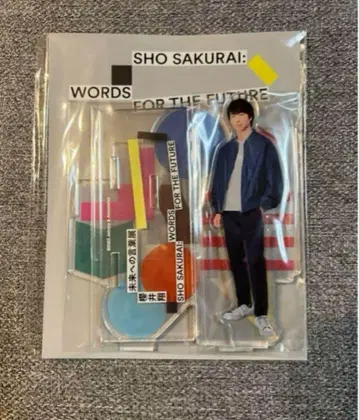 SHO SAKURAI:
WORDS
FOR THE FUTURE
未来への言葉展
櫻井翔
SHO SAKURAI:
WORDS
FOR THE FUTURE